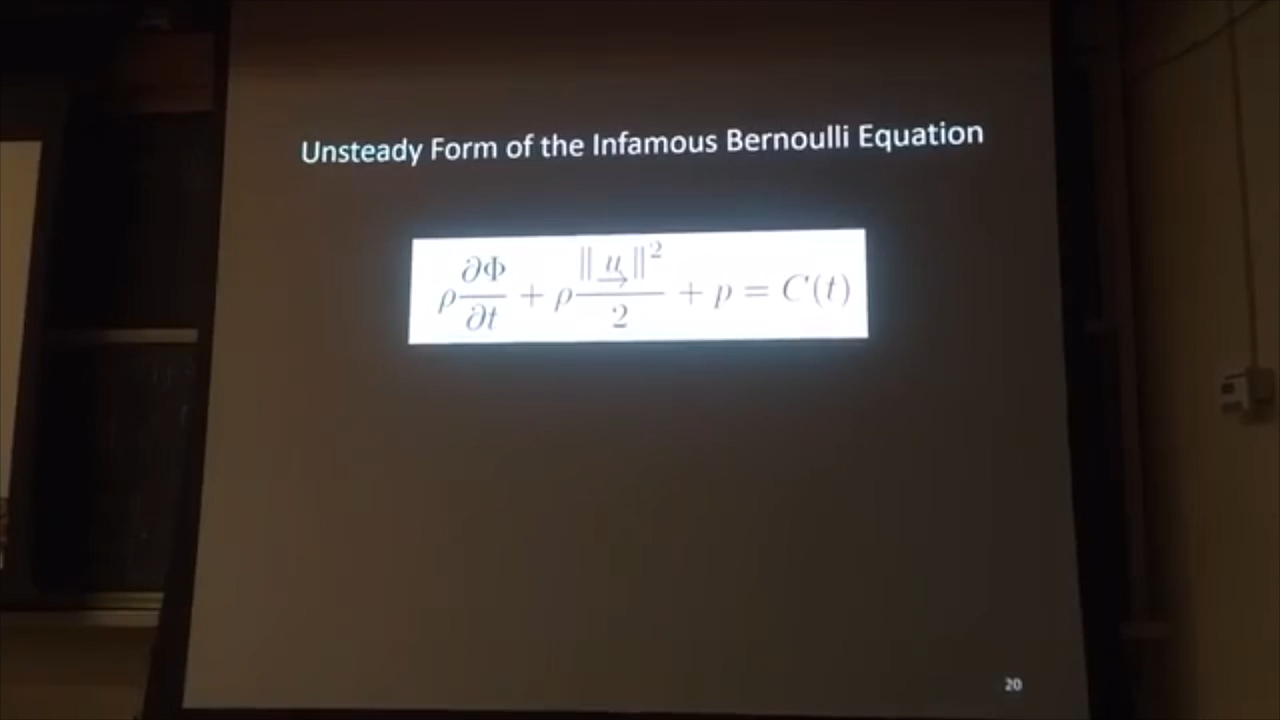 Unsteady Form of the Infamous Bernoulli Equation
ρ ∂Φ/∂t + ρ ‖u⃗‖²/2 + p = C(t)
20